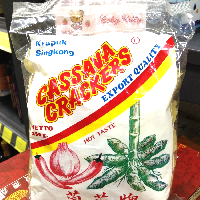 Krupuk
Singkong
CASSAVA
CRACKERS
EXPORT QUALITY
NETTO
HOT TASTE